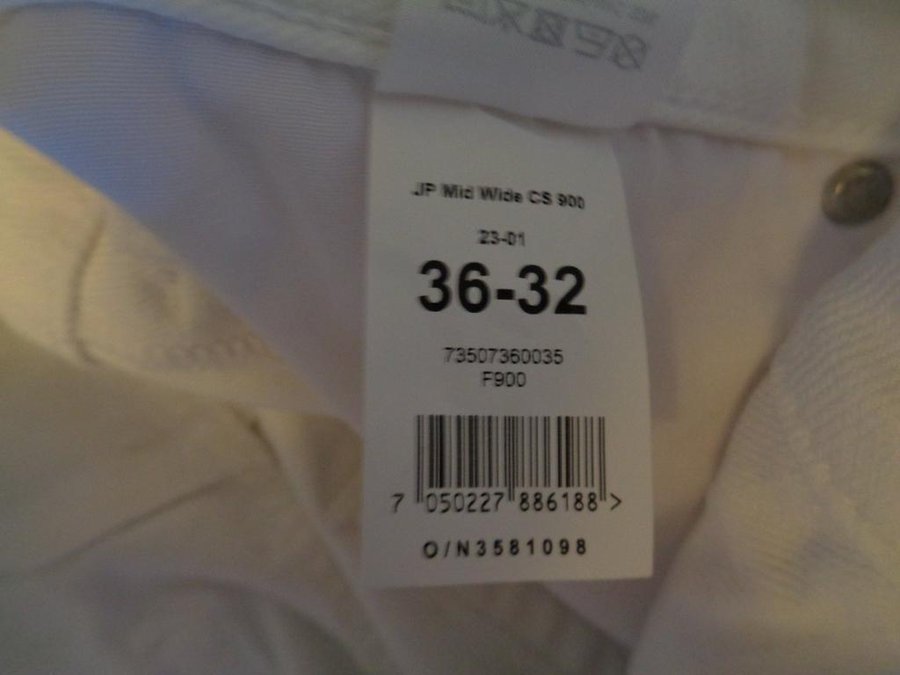 JP Mid Wide CS 900
23-01
36-32
73507360035
F900
7 050227 886188 >
O/N3581098